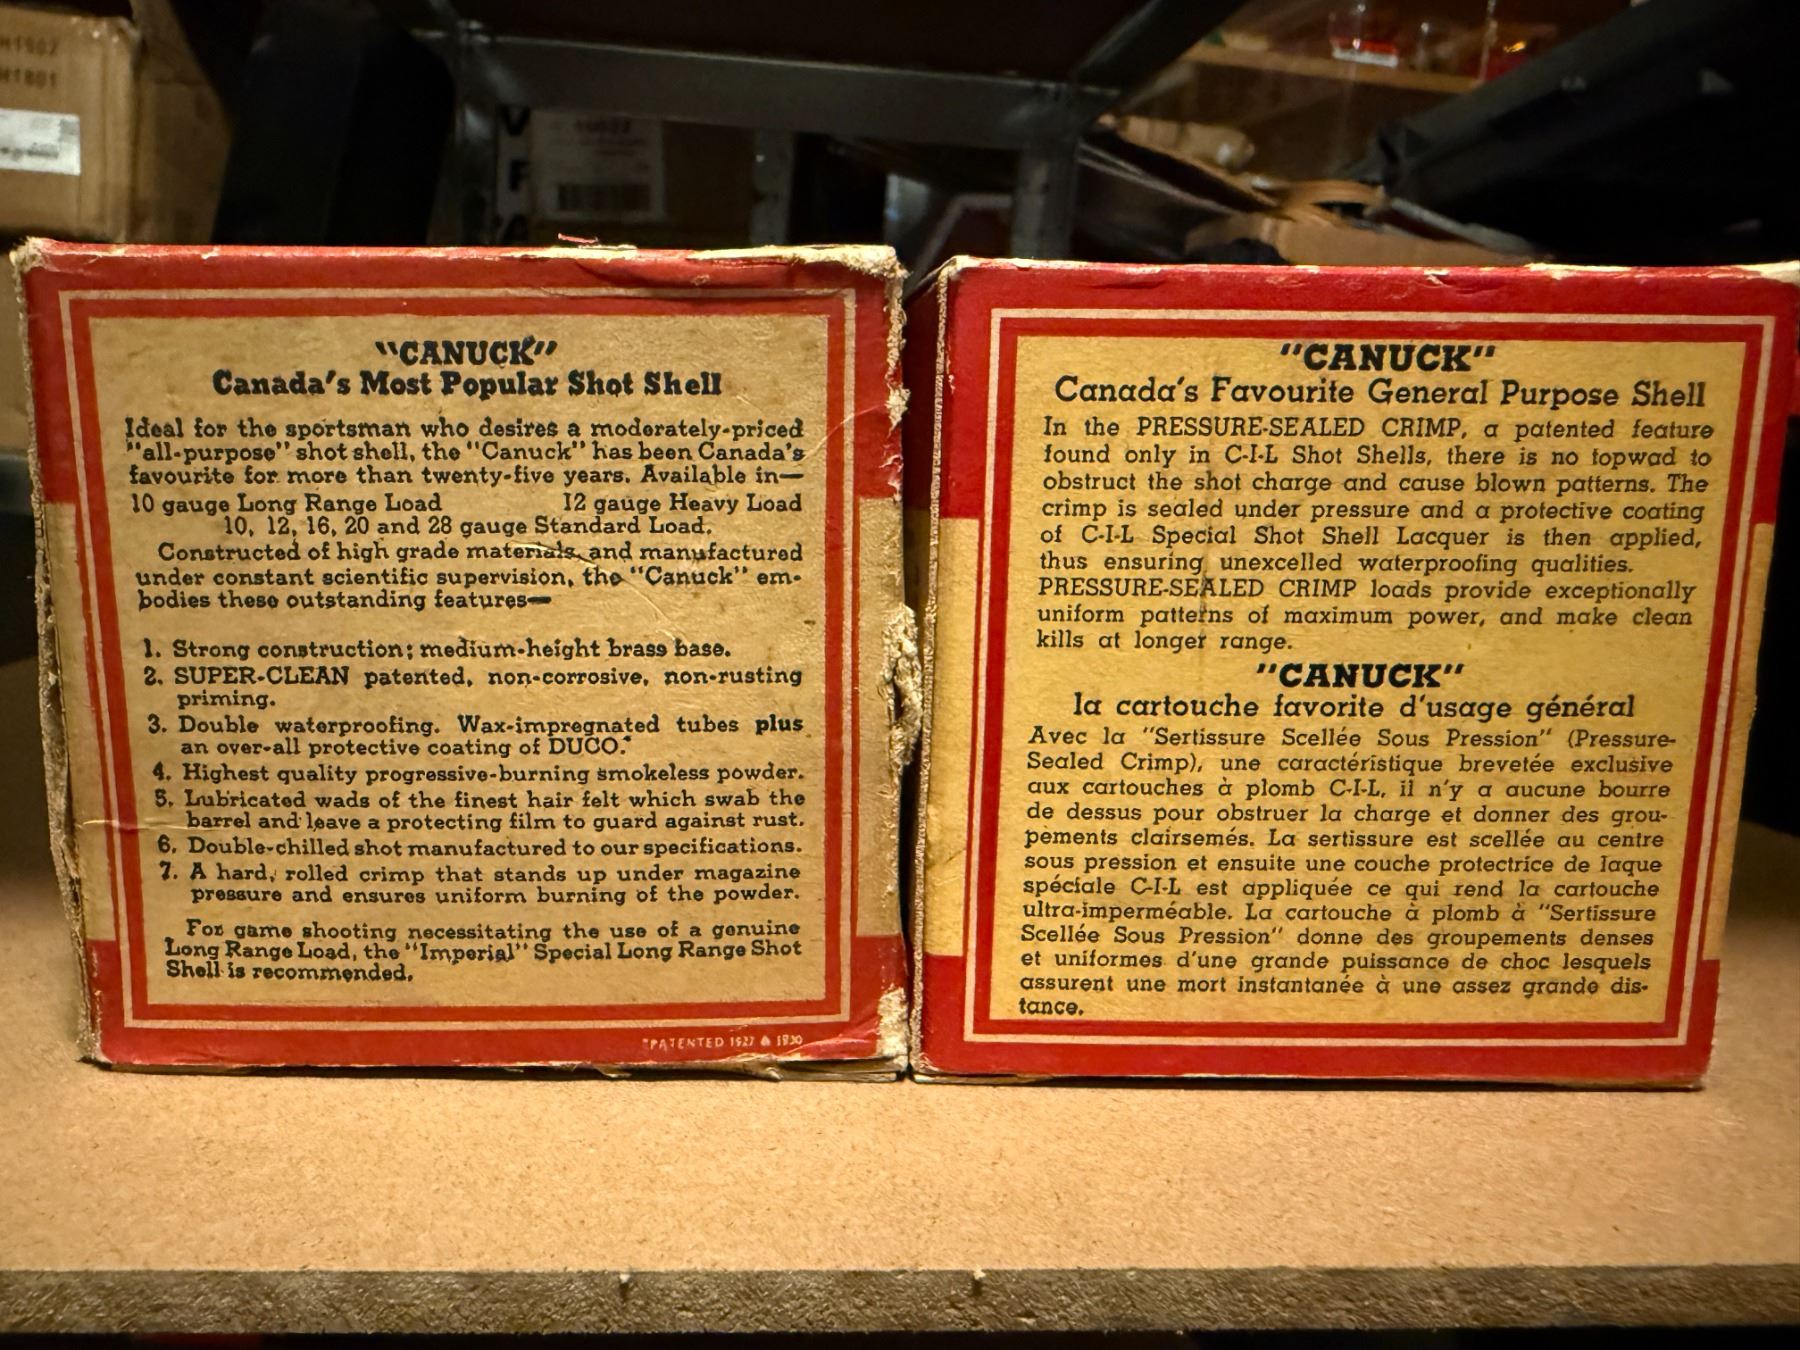 "CANUCK"
Canada's Most Popular Shot Shell
Ideal for the sportsman who desires a moderately-priced
"all-purpose" shot shell, the "Canuck" has been Canada's
favourite for more than twenty-five years. Available in—
10 gauge Long Range Load 12 gauge Heavy Load
10, 12, 16, 20 and 28 gauge Standard Load.
Constructed of high grade materials and manufactured
under constant scientific supervision, the "Canuck" em-
bodies these outstanding features—
1. Strong construction; medium-height brass base.
2. SUPER-CLEAN patented, non-corrosive, non-rusting
priming.
3. Double waterproofing. Wax-impregnated tubes plus
an over-all protective coating of DUCO.*
4. Highest quality progressive-burning smokeless powder.
5. Lubricated wads of the finest hair felt which swab the
barrel and leave a protecting film to guard against rust.
6. Double-chilled shot manufactured to our specifications.
7. A hard, rolled crimp that stands up under magazine
pressure and ensures uniform burning of the powder.
For game shooting necessitating the use of a genuine
Long Range Load, the "Imperial" Special Long Range Shot
Shell is recommended.
*PATENTED 1927 & 1930
"CANUCK"
Canada's Favourite General Purpose Shell
In the PRESSURE-SEALED CRIMP, a patented feature
found only in C-I-L Shot Shells, there is no topwad to
obstruct the shot charge and cause blown patterns. The
crimp is sealed under pressure and a protective coating
of C-I-L Special Shot Shell Lacquer is then applied,
thus ensuring unexcelled waterproofing qualities.
PRESSURE-SEALED CRIMP loads provide exceptionally
uniform patterns of maximum power, and make clean
kills at longer range.
"CANUCK"
la cartouche favorite d'usage général
Avec la "Sertissure Scellée Sous Pression" (Pressure-
Sealed Crimp), une caractéristique brevetée exclusive
aux cartouches à plomb C-I-L, il n'y a aucune bourre
de dessus pour obstruer la charge et donner des grou-
pements clairsemés. La sertissure est scellée au centre
sous pression et ensuite une couche protectrice de laque
spéciale C-I-L est appliquée ce qui rend la cartouche
ultra-imperméable. La cartouche à plomb à "Sertissure
Scellée Sous Pression" donne des groupements denses
et uniformes d'une grande puissance de choc lesquels
assurent une mort instantanée à une assez grande dis-
tance.